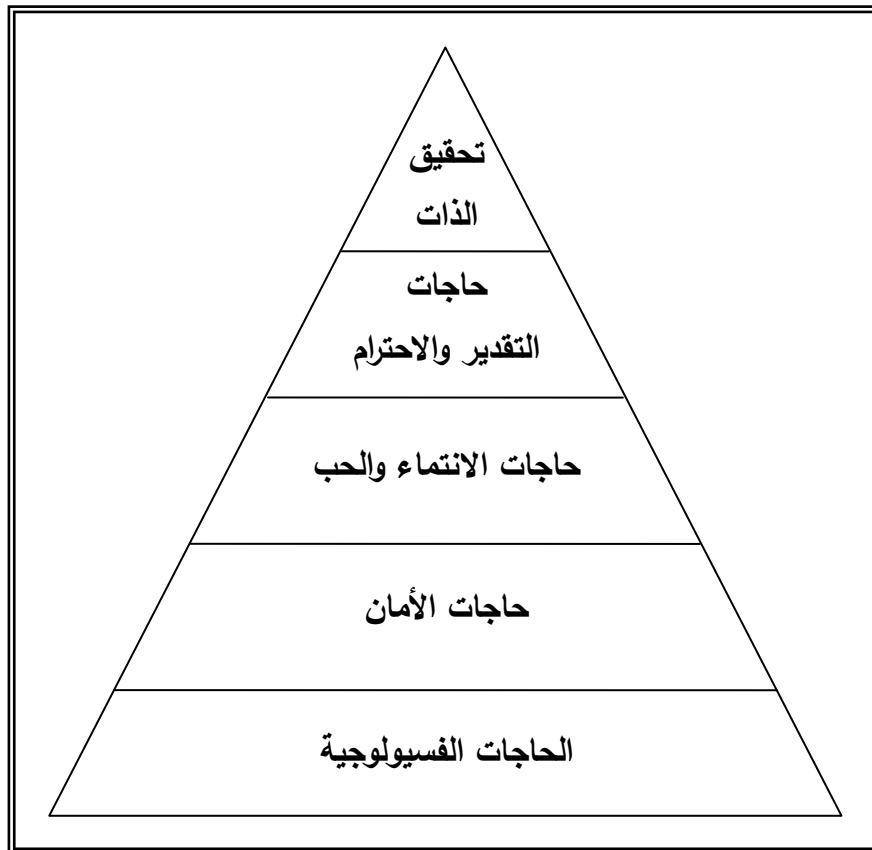 تحقيق
الذات
حاجات
التقدير والاحترام
حاجات الانتماء والحب
حاجات الأمان
الحاجات الفسيولوجية